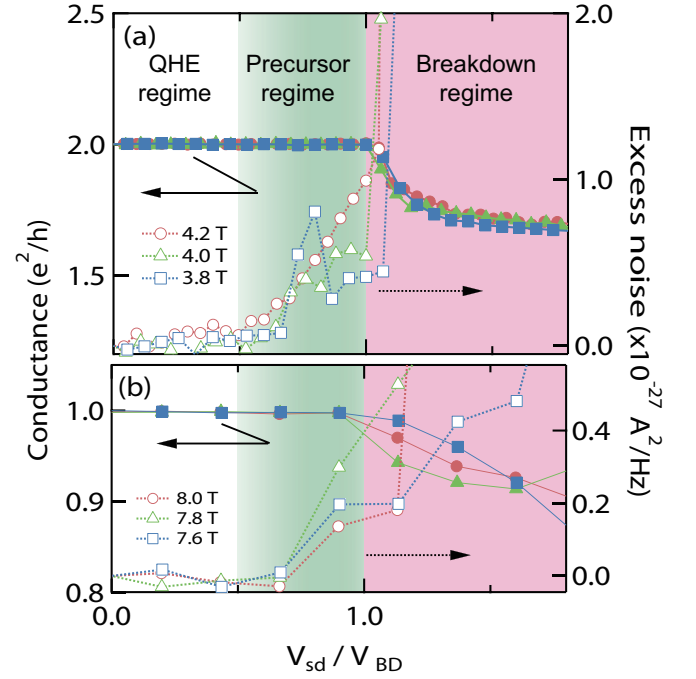 (a)
QHE regime
Precursor regime
Breakdown regime
2.5
2.0
1.5
2.0
1.0
0.0
4.2 T
4.0 T
3.8 T
Conductance (e²/h)
Excess noise (x10⁻²⁷ A²/Hz)
(b)
1.0
0.9
0.8
0.4
0.2
0.0
8.0 T
7.8 T
7.6 T
0.0
1.0
V_sd / V_BD